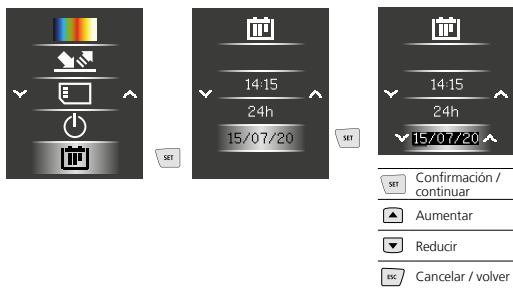 14:15
24h
15/07/20
SET
14:15
24h
15/07/20
SET
SET Confirmación /
continuar
Aumentar
Reducir
ESC Cancelar / volver